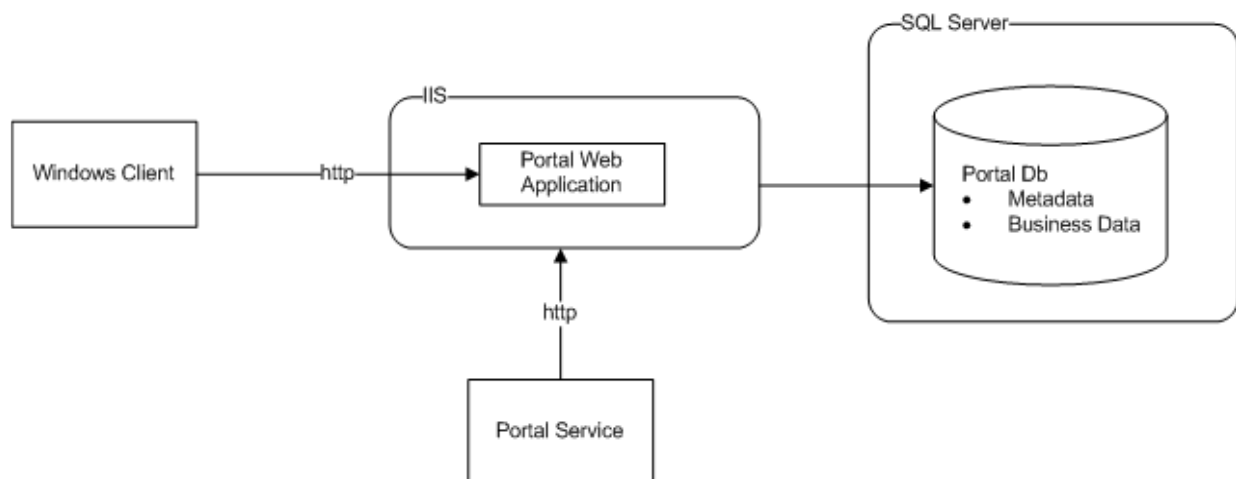 SQL Server
IIS
Windows Client
http
Portal Web
Application
Portal Db
• Metadata
• Business Data
http
Portal Service